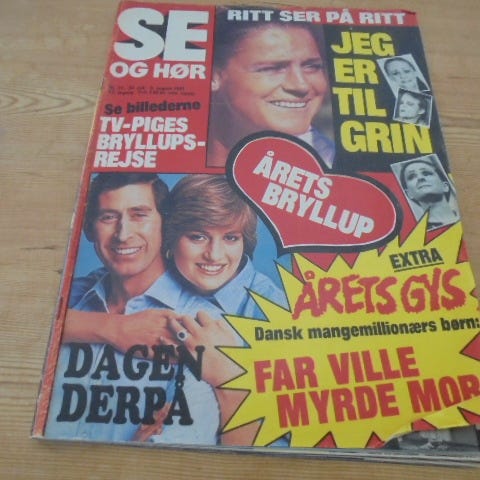 RITT SER PÅ RITT
SE
OG HØR
JEG
ER
TIL
GRIN
Se billederne
TV-PIGES
BRYLLUPS-
REJSE
ÅRETS
BRYLLUP
EXTRA
ÅRETS GYS
Dansk mangemillionærs børn:
FAR VILLE
MYRDE MOR
DAGEN
DERPÅ